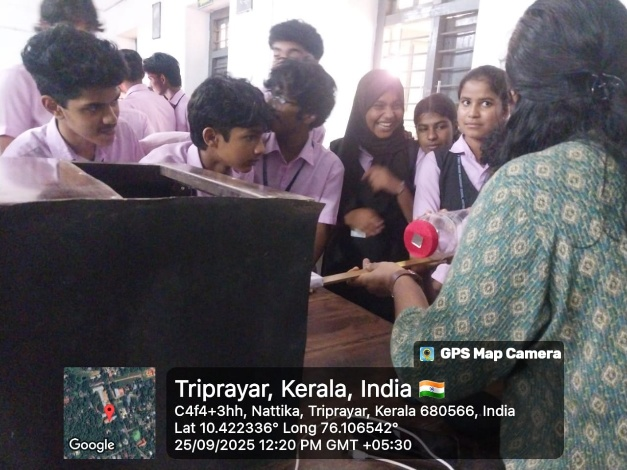 GPS Map Camera
Triprayar, Kerala, India
C4f4+3hh, Nattika, Triprayar, Kerala 680566, India
Lat 10.422336° Long 76.106542°
25/09/2025 12:20 PM GMT +05:30
Google